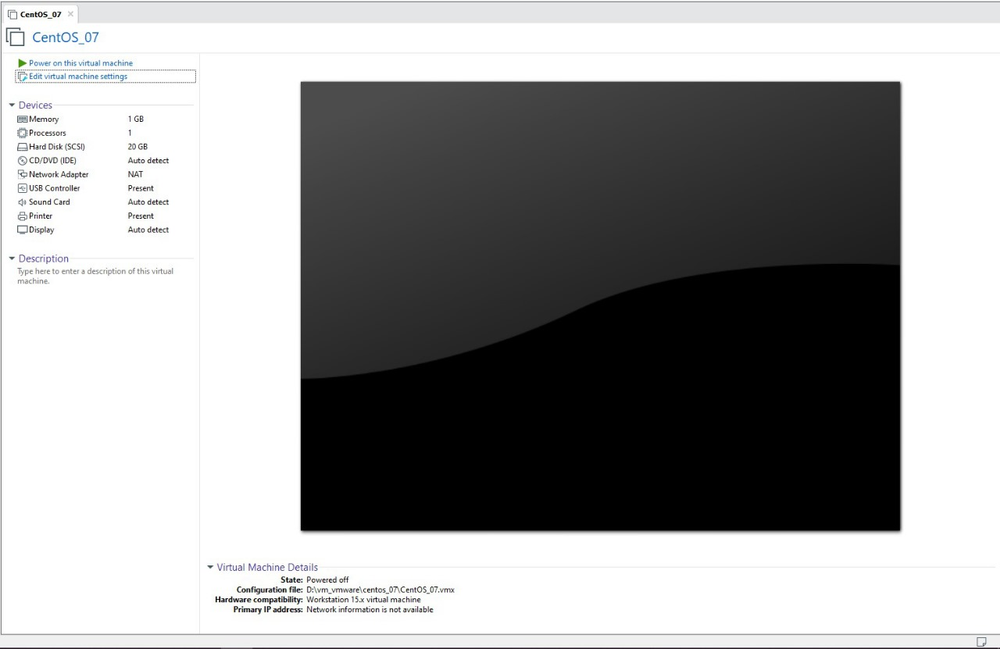 CentOS_07
CentOS_07
Power on this virtual machine
Edit virtual machine settings
Devices
Memory 1 GB
Processors 1
Hard Disk (SCSI) 20 GB
CD/DVD (IDE) Auto detect
Network Adapter NAT
USB Controller Present
Sound Card Auto detect
Printer Present
Display Auto detect
Description
Type here to enter a description of this virtual
machine.
Virtual Machine Details
State: Powered off
Configuration file: D:\vm_vmware\centos_07\CentOS_07.vmx
Hardware compatibility: Workstation 15.x virtual machine
Primary IP address: Network information is not available